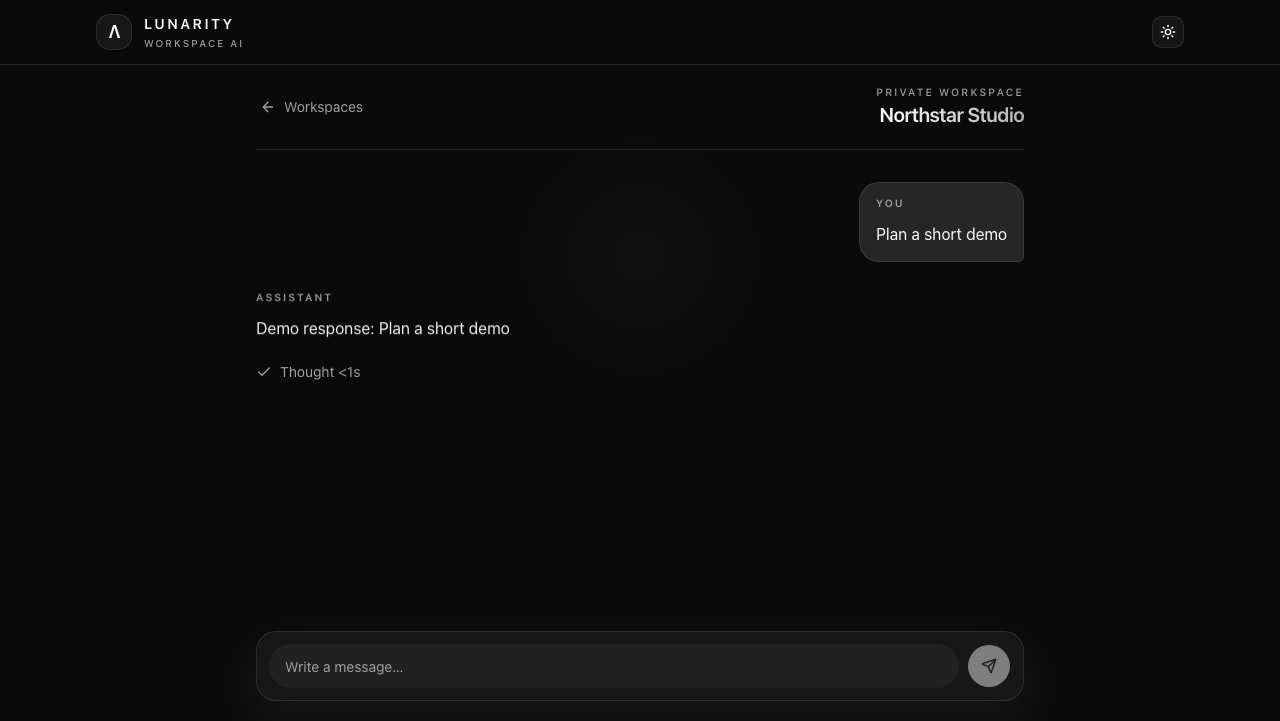 Λ
LUNARITY
WORKSPACE AI
Workspaces
PRIVATE WORKSPACE
Northstar Studio
YOU
Plan a short demo
ASSISTANT
Demo response: Plan a short demo
Thought <1s
Write a message...